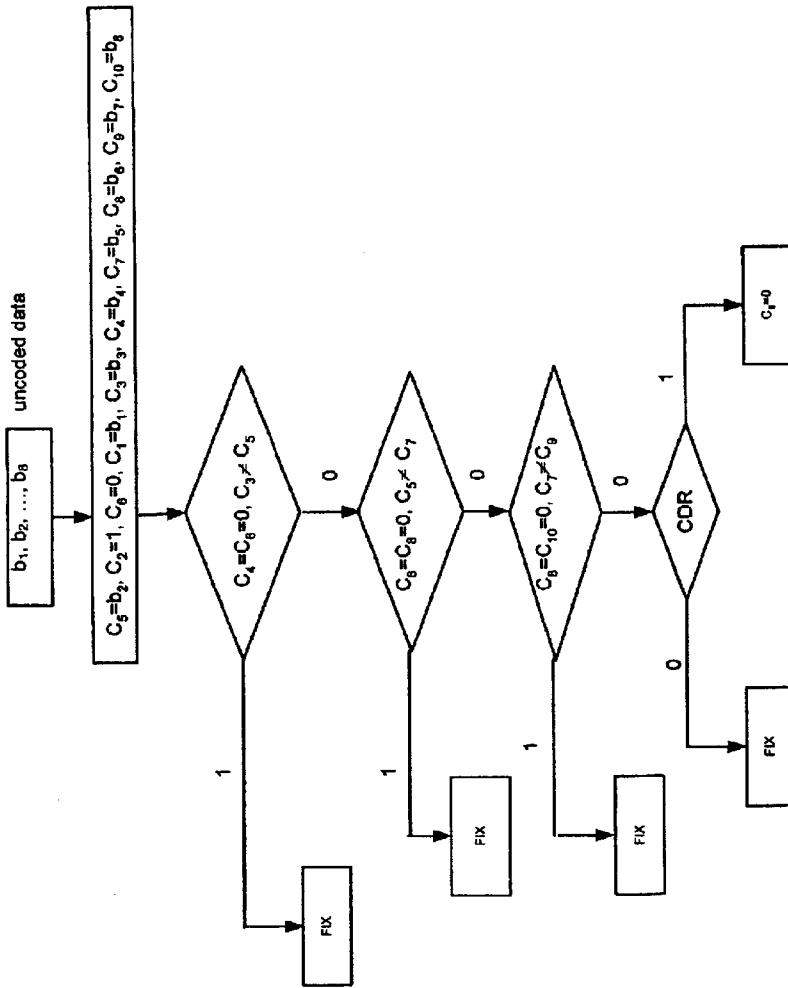 b₁, b₂, ..., b₈
uncoded data
C₅=b₂, C₂=1, C₆=0, C₁=b₁, C₃=b₃, C₄=b₄, C₇=b₅, C₈=b₆, C₉=b₇, C₁₀=b₈
C₄=C₆=0, C₃≠C₅
1
0
FIX
C₆=C₈=0, C₅≠C₇
1
0
FIX
C₈=C₁₀=0, C₇≠C₉
1
0
FIX
CDR
0
1
FIX
C₁₁=0